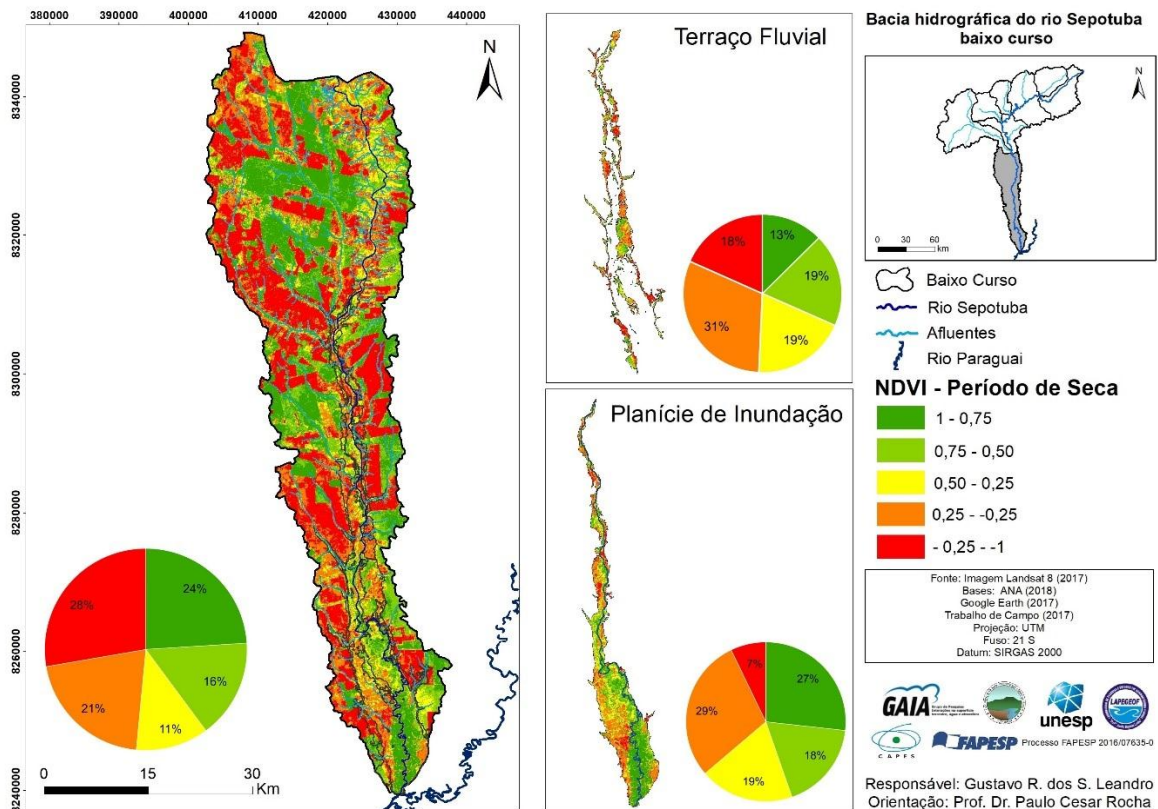 380000 390000 400000 410000 420000 430000 440000
8340000
8320000
8300000
8280000
8260000
8240000
N
24%
16%
11%
21%
28%
0 15 30
Km
Terraço Fluvial
13%
19%
19%
31%
18%
Planície de Inundação
27%
18%
19%
29%
7%
Bacia hidrográfica do rio Sepotuba
baixo curso
N
0 30 60
km
Baixo Curso
Rio Sepotuba
Afluentes
Rio Paraguai
NDVI - Período de Seca
1 - 0,75
0,75 - 0,50
0,50 - 0,25
0,25 - -0,25
- 0,25 - -1
Fonte: Imagem Landsat 8 (2017)
Bases: ANA (2018)
Google Earth (2017)
Trabalho de Campo (2017)
Projeção: UTM
Fuso: 21 S
Datum: SIRGAS 2000
GAIA
unesp
LAPEGEOF
CAPES
FAPESP Processo FAPESP 2016/07635-0
Responsável: Gustavo R. dos S. Leandro
Orientação: Prof. Dr. Paulo Cesar Rocha